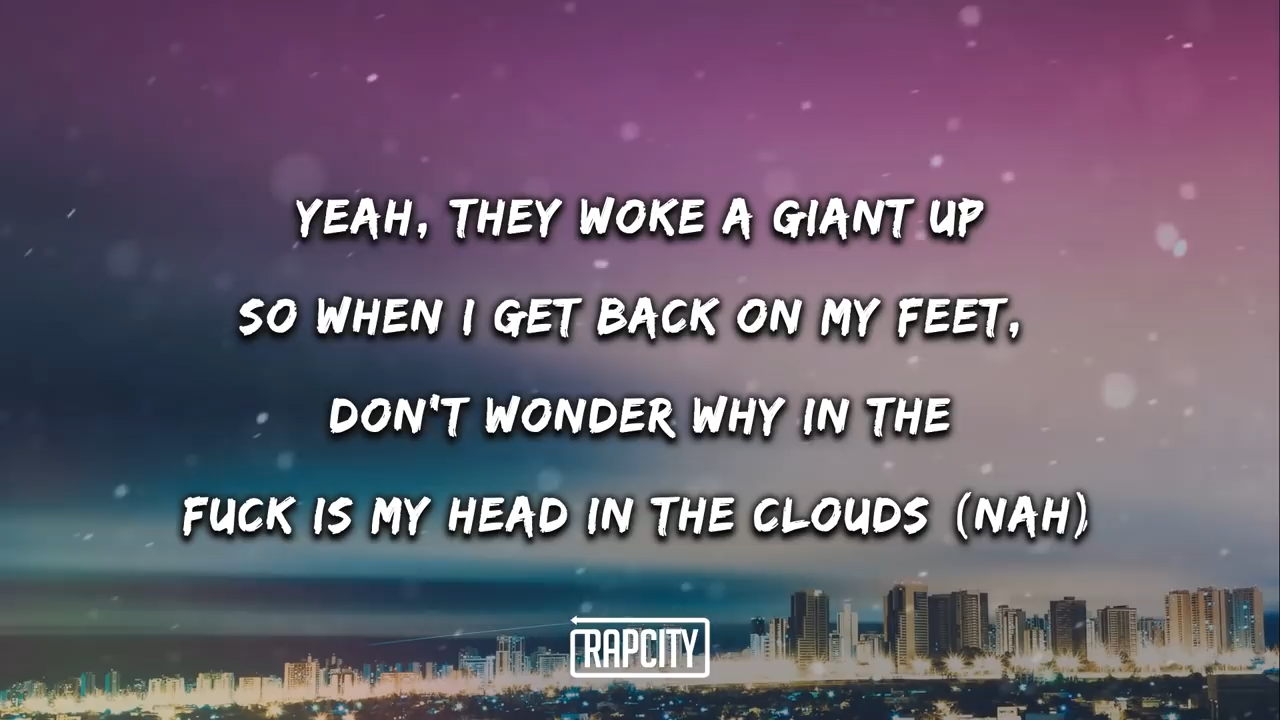 YEAH, THEY WOKE A GIANT UP
SO WHEN I GET BACK ON MY FEET,
DON'T WONDER WHY IN THE
FUCK IS MY HEAD IN THE CLOUDS (NAH)
RAPCITY